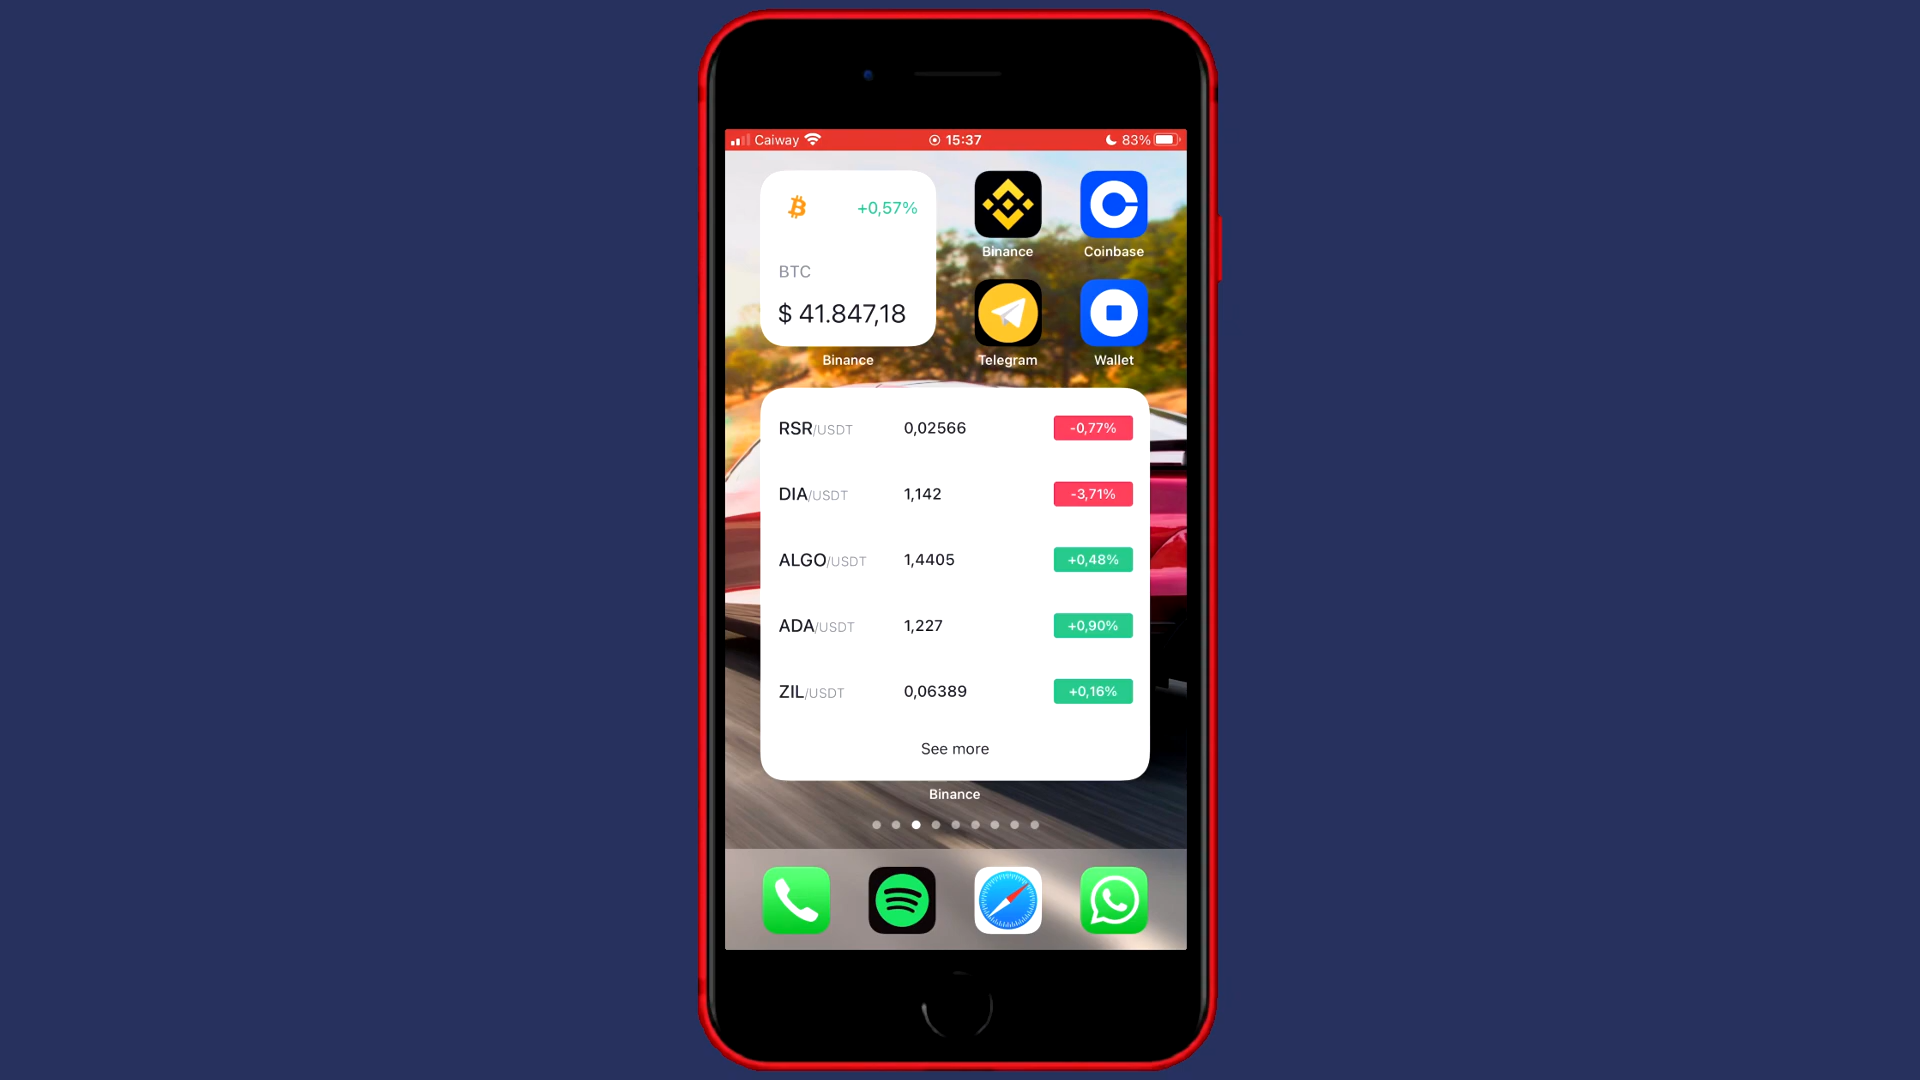 Caiway 15:37 83%
+0,57%
BTC
$ 41.847,18
Binance
Binance
Coinbase
Telegram
Wallet
RSR/USDT 0,02566 -0,77%
DIA/USDT 1,142 -3,71%
ALGO/USDT 1,4405 +0,48%
ADA/USDT 1,227 +0,90%
ZIL/USDT 0,06389 +0,16%
See more
Binance